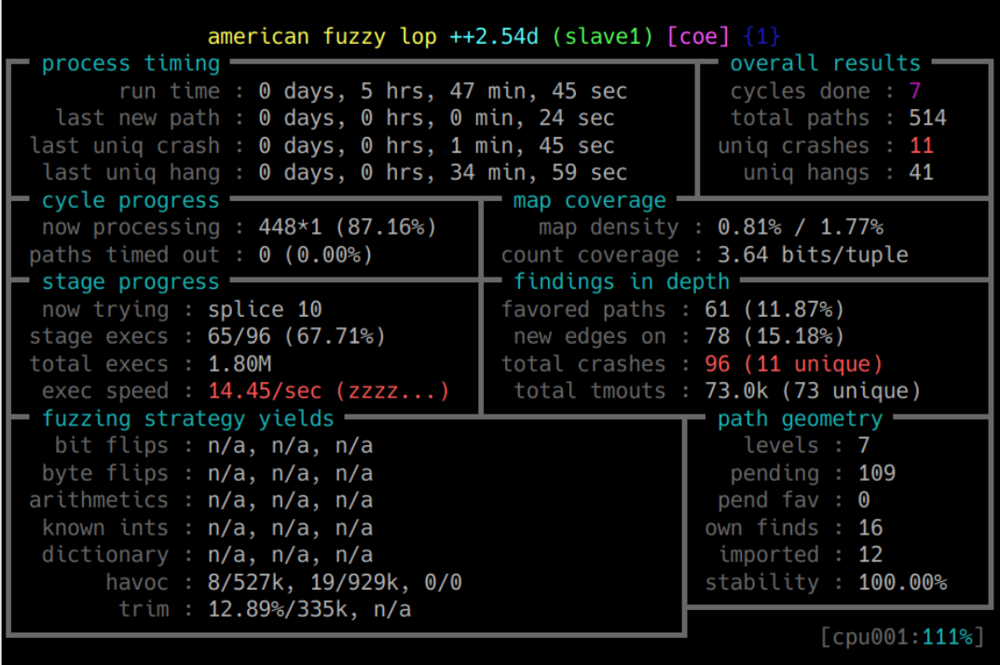 american fuzzy lop ++2.54d (slave1) [coe] {1}
process timing
run time : 0 days, 5 hrs, 47 min, 45 sec
last new path : 0 days, 0 hrs, 0 min, 24 sec
last uniq crash : 0 days, 0 hrs, 1 min, 45 sec
last uniq hang : 0 days, 0 hrs, 34 min, 59 sec
overall results
cycles done : 7
total paths : 514
uniq crashes : 11
uniq hangs : 41
cycle progress
now processing : 448*1 (87.16%)
paths timed out : 0 (0.00%)
map coverage
map density : 0.81% / 1.77%
count coverage : 3.64 bits/tuple
stage progress
now trying : splice 10
stage execs : 65/96 (67.71%)
total execs : 1.80M
exec speed : 14.45/sec (zzzz...)
findings in depth
favored paths : 61 (11.87%)
new edges on : 78 (15.18%)
total crashes : 96 (11 unique)
total tmouts : 73.0k (73 unique)
fuzzing strategy yields
bit flips : n/a, n/a, n/a
byte flips : n/a, n/a, n/a
arithmetics : n/a, n/a, n/a
known ints : n/a, n/a, n/a
dictionary : n/a, n/a, n/a
havoc : 8/527k, 19/929k, 0/0
trim : 12.89%/335k, n/a
path geometry
levels : 7
pending : 109
pend fav : 0
own finds : 16
imported : 12
stability : 100.00%
[cpu001:111%]